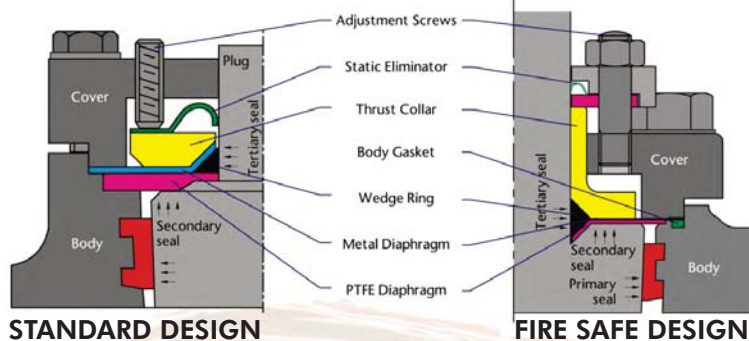 Adjustment Screws
Plug
Static Eliminator
Cover
Thrust Collar
Tertiary seal
Body Gasket
Cover
Tertiary seal
Wedge Ring
Secondary
seal
Metal Diaphragm
Secondary
seal
Body
Body
Primary
seal
PTFE Diaphragm
STANDARD DESIGN
FIRE SAFE DESIGN